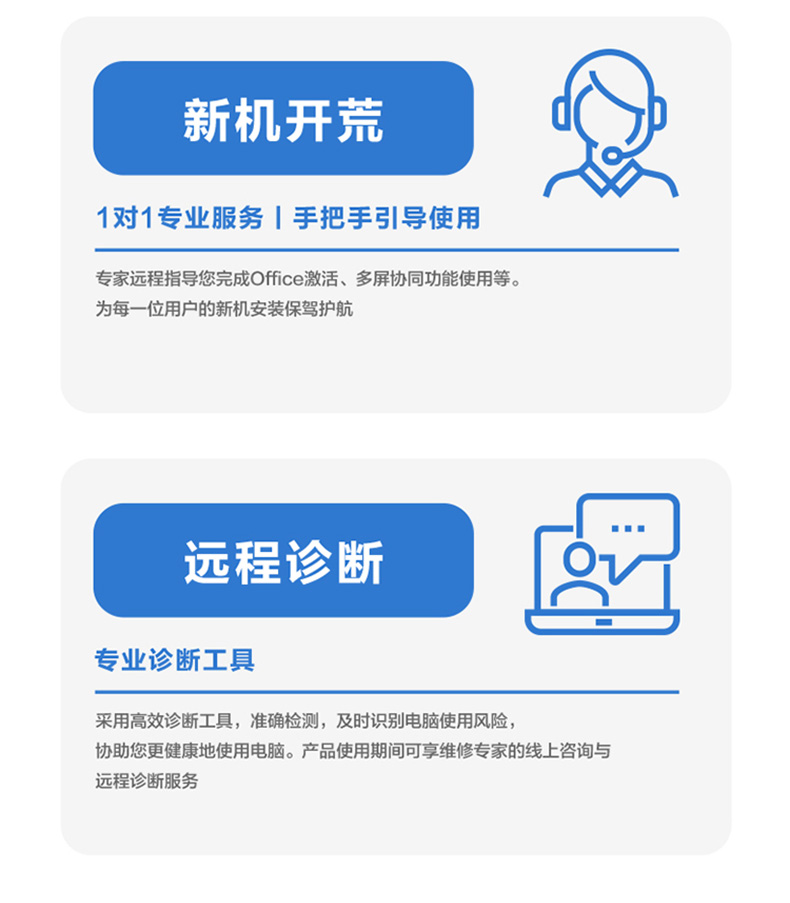 新机开荒
1对1专业服务丨手把手引导使用
专家远程指导您完成Office激活、多屏协同功能使用等。
为每一位用户的新机安装保驾护航
远程诊断
专业诊断工具
采用高效诊断工具，准确检测，及时识别电脑使用风险，
协助您更健康地使用电脑。产品使用期间可享维修专家的线上咨询与
远程诊断服务